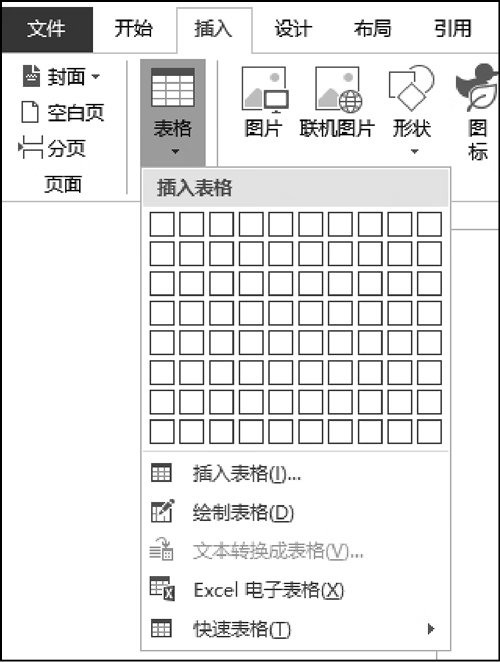 文件 开始 插入 设计 布局 引用
封面
空白页
分页
页面
表格
图片 联机图片 形状 图标
插入表格
插入表格(I)...
绘制表格(D)
文本转换成表格(V)...
Excel 电子表格(X)
快速表格(T)